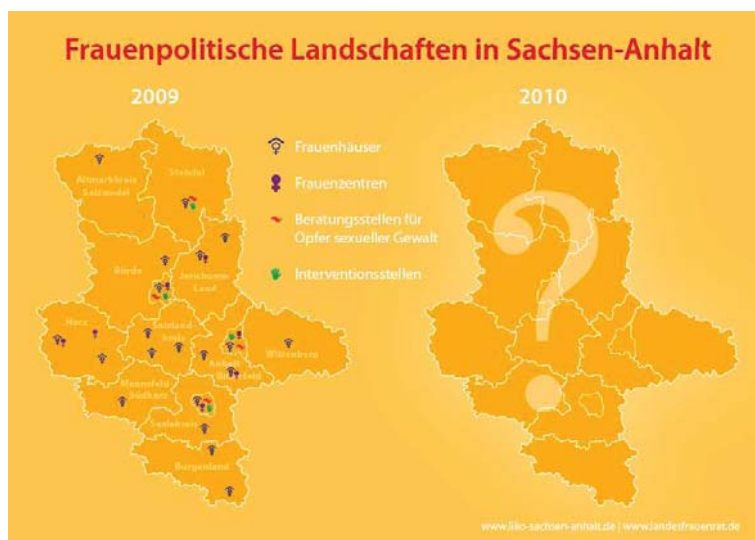 Frauenpolitische Landschaften in Sachsen-Anhalt
2009
2010
Frauenhäuser
Frauenzentren
Beratungsstellen für
Opfer sexueller Gewalt
Interventionsstellen
Altmarkkreis
Salzwedel
Stendal
Börde
Jerichower
Land
Harz
Salzland-
kreis
Anhalt
Bitterfeld
Wittenberg
Mansfeld
Südharz
Saalekreis
Burgenland
?
www.liko-sachsen-anhalt.de | www.landesfrauenrat.de